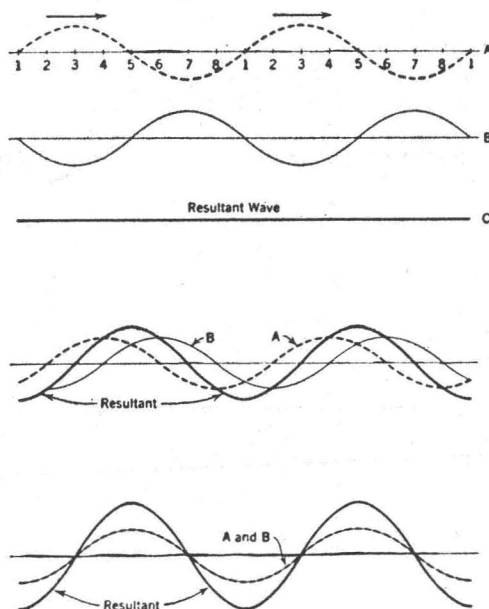 A
1 2 3 4 5 6 7 8 1 2 3 4 5 6 7 8 1
B
Resultant Wave
C
B A
Resultant
A and B
Resultant